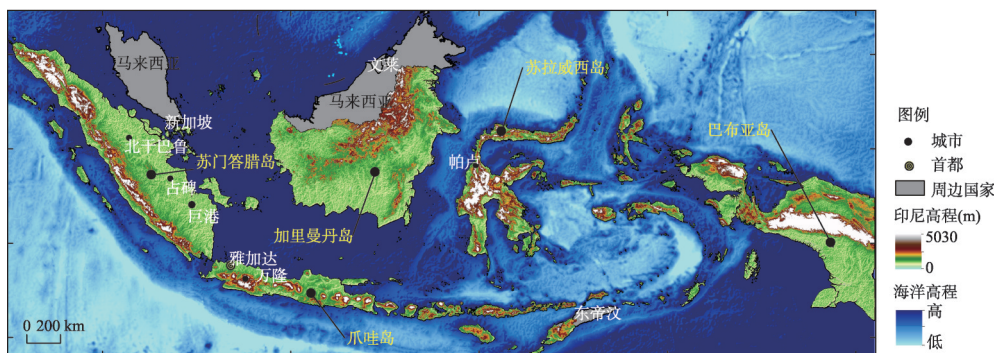 马来西亚
文莱
马来西亚
新加坡
北干巴鲁
苏门答腊岛
占碑
巨港
雅加达
万隆
爪哇岛
加里曼丹岛
苏拉威西岛
帕卢
巴布亚岛
东帝汶
0 200 km
图例
城市
首都
周边国家
印尼高程(m)
5030
0
海洋高程
高
低